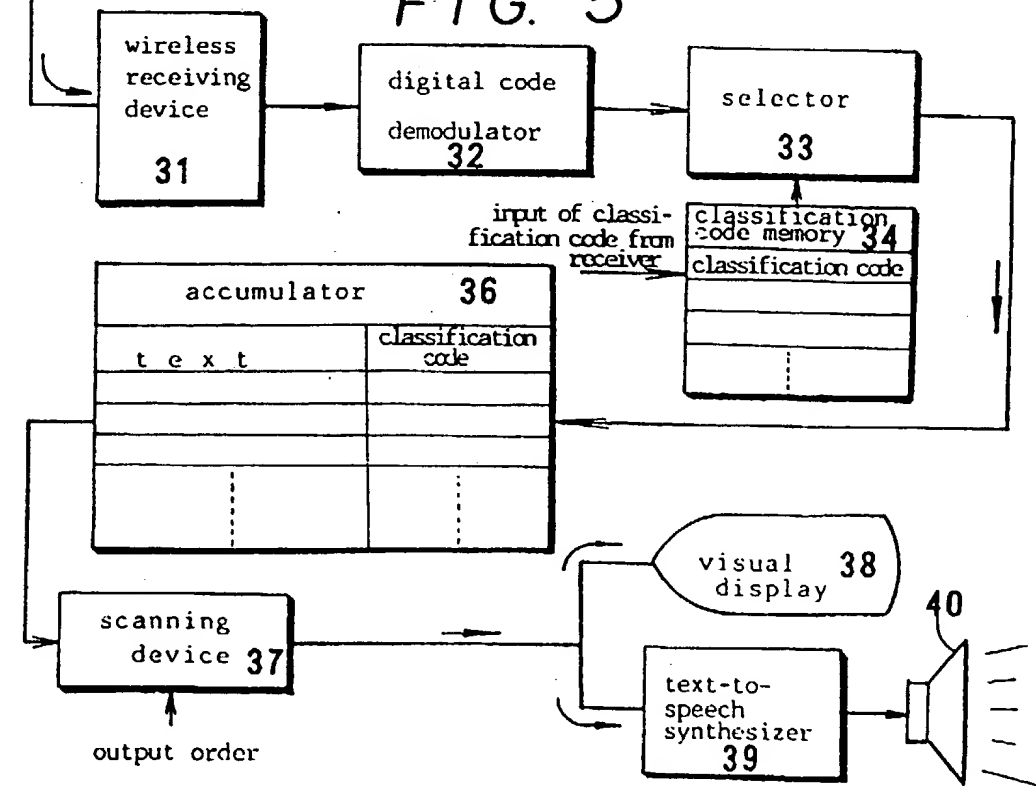 FIG. 5
wireless
receiving
device
31
digital code
demodulator
32
selector
33
input of classi-
fication code from
receiver
classification
code memory 34
classification code
accumulator 36
text
classification
code
visual 38
display
40
scanning
device 37
text-to-
speech
synthesizer
39
output order